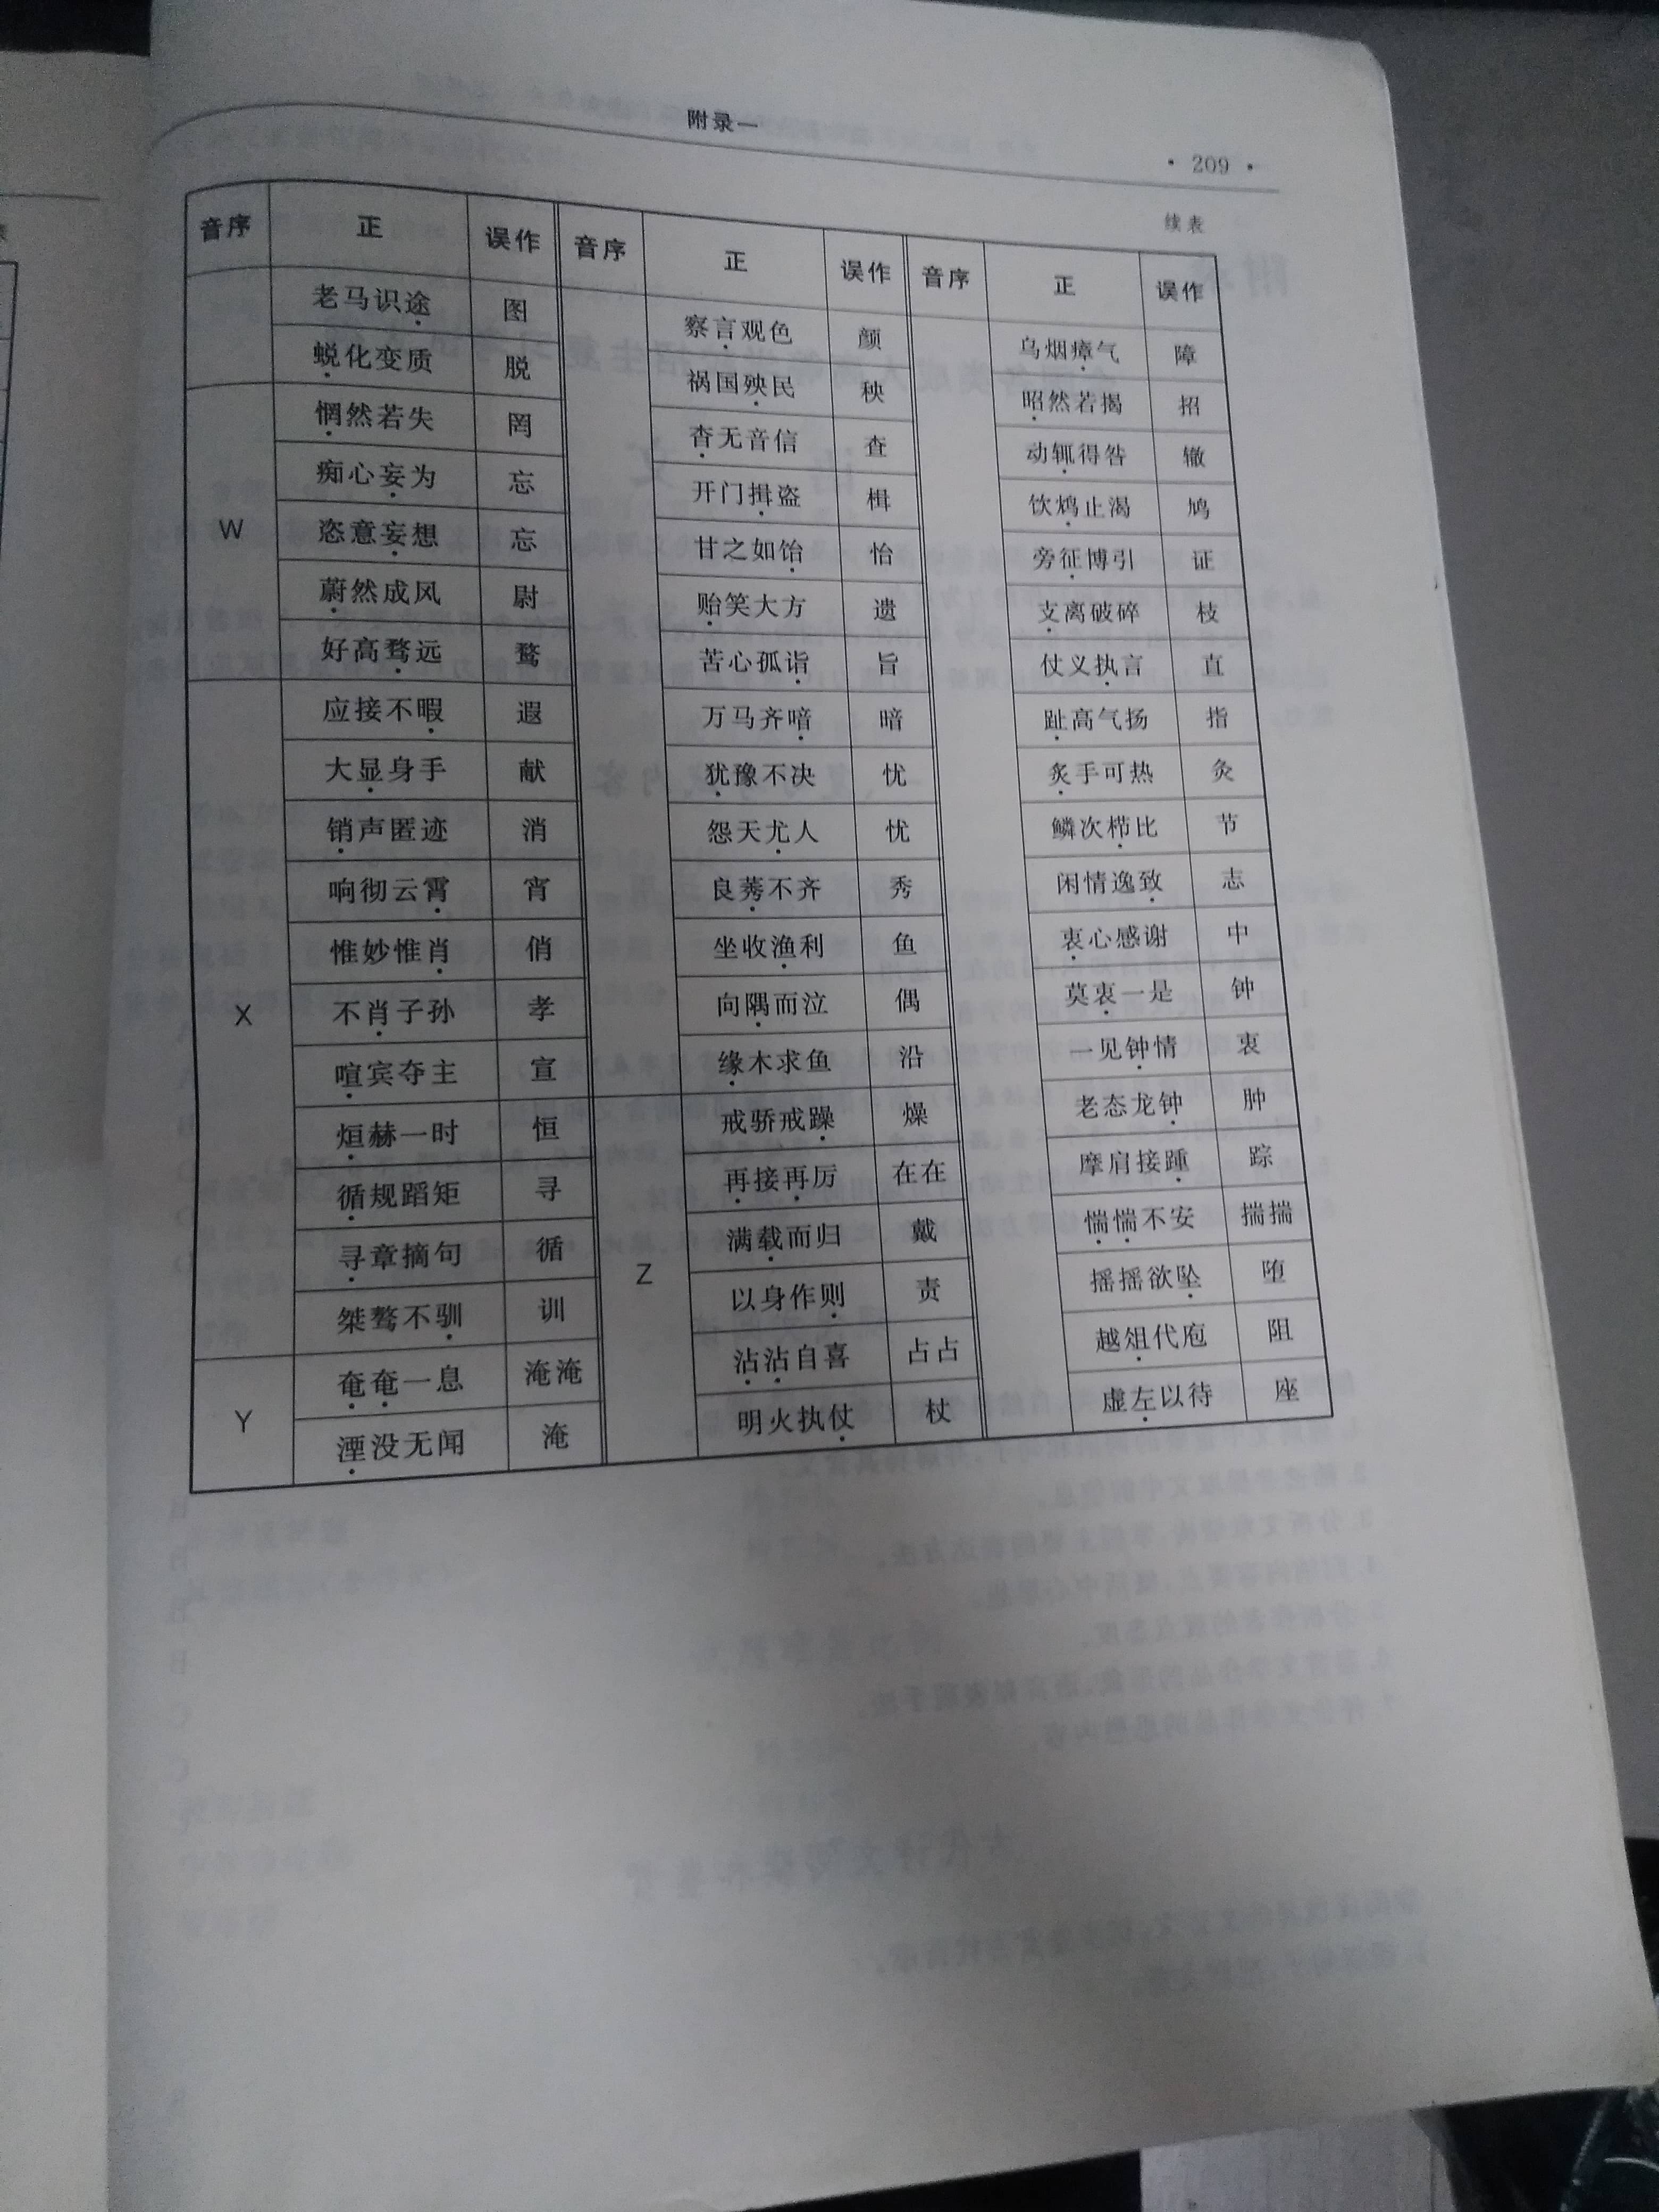 附录一
· 209 ·
续表
音序 正 误作 音序 正 误作 音序 正 误作
老马识途 图 察言观色 颜 乌烟瘴气 障
蜕化变质 脱 祸国殃民 秧 昭然若揭 招
W 惘然若失 罔 杳无音信 查 动辄得咎 辙
痴心妄为 忘 开门揖盗 楫 饮鸩止渴 鸠
恣意妄想 忘 甘之如饴 怡 旁征博引 证
蔚然成风 尉 贻笑大方 遗 支离破碎 枝
好高骛远 鹜 苦心孤诣 旨 仗义执言 直
X 应接不暇 遐 万马齐喑 暗 趾高气扬 指
大显身手 献 犹豫不决 忧 炙手可热 灸
销声匿迹 消 怨天尤人 忧 鳞次栉比 节
响彻云霄 宵 良莠不齐 秀 闲情逸致 志
惟妙惟肖 俏 坐收渔利 鱼 衷心感谢 中
不肖子孙 孝 向隅而泣 偶 莫衷一是 钟
喧宾夺主 宣 缘木求鱼 沿 一见钟情 衷
烜赫一时 恒 Z 戒骄戒躁 燥 老态龙钟 肿
循规蹈矩 寻 再接再厉 在在 摩肩接踵 踪
寻章摘句 循 满载而归 戴 惴惴不安 揣揣
桀骜不驯 训 以身作则 责 摇摇欲坠 堕
Y 奄奄一息 淹淹 沾沾自喜 占占 越俎代庖 阻
湮没无闻 淹 明火执仗 杖 虚左以待 座